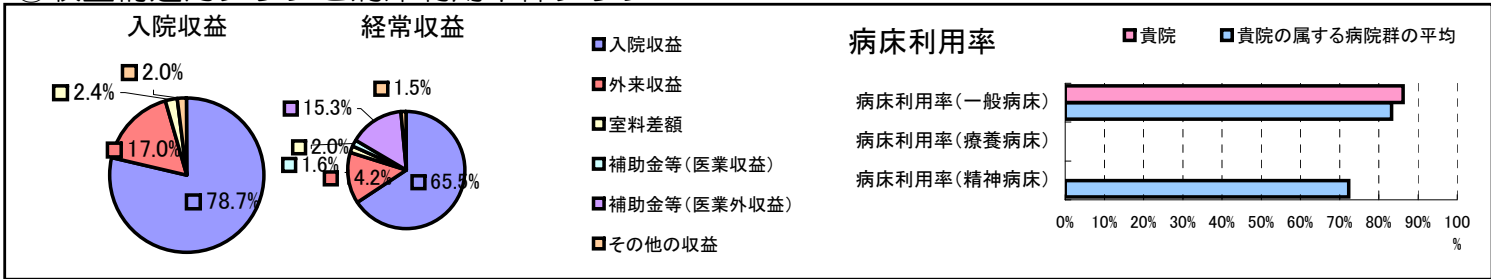 入院収益
2.0%
2.4%
17.0%
78.7%
経常収益
1.5%
15.3%
2.0%
1.6%
4.2%
65.5%
入院収益
外来収益
室料差額
補助金等(医業収益)
補助金等(医業外収益)
その他の収益
病床利用率
貴院
貴院の属する病院群の平均
病床利用率(一般病床)
病床利用率(療養病床)
病床利用率(精神病床)
0% 10% 20% 30% 40% 50% 60% 70% 80% 90% 100
%